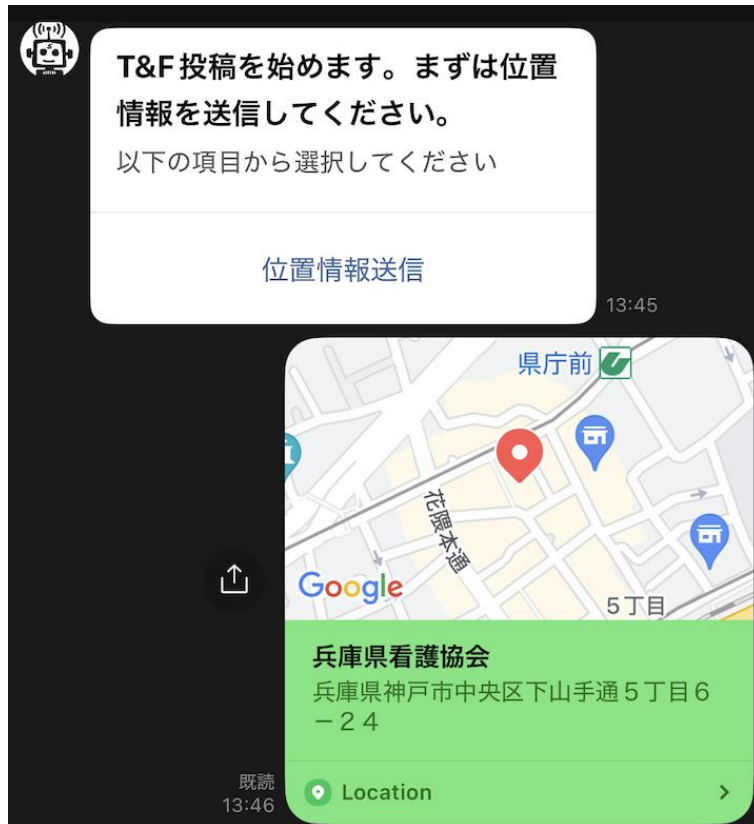 T&F投稿を始めます。まずは位置
情報を送信してください。
以下の項目から選択してください
位置情報送信
13:45
県庁前
花隈本通
Google
5丁目
兵庫県看護協会
兵庫県神戸市中央区下山手通５丁目６
－２４
既読
13:46
Location